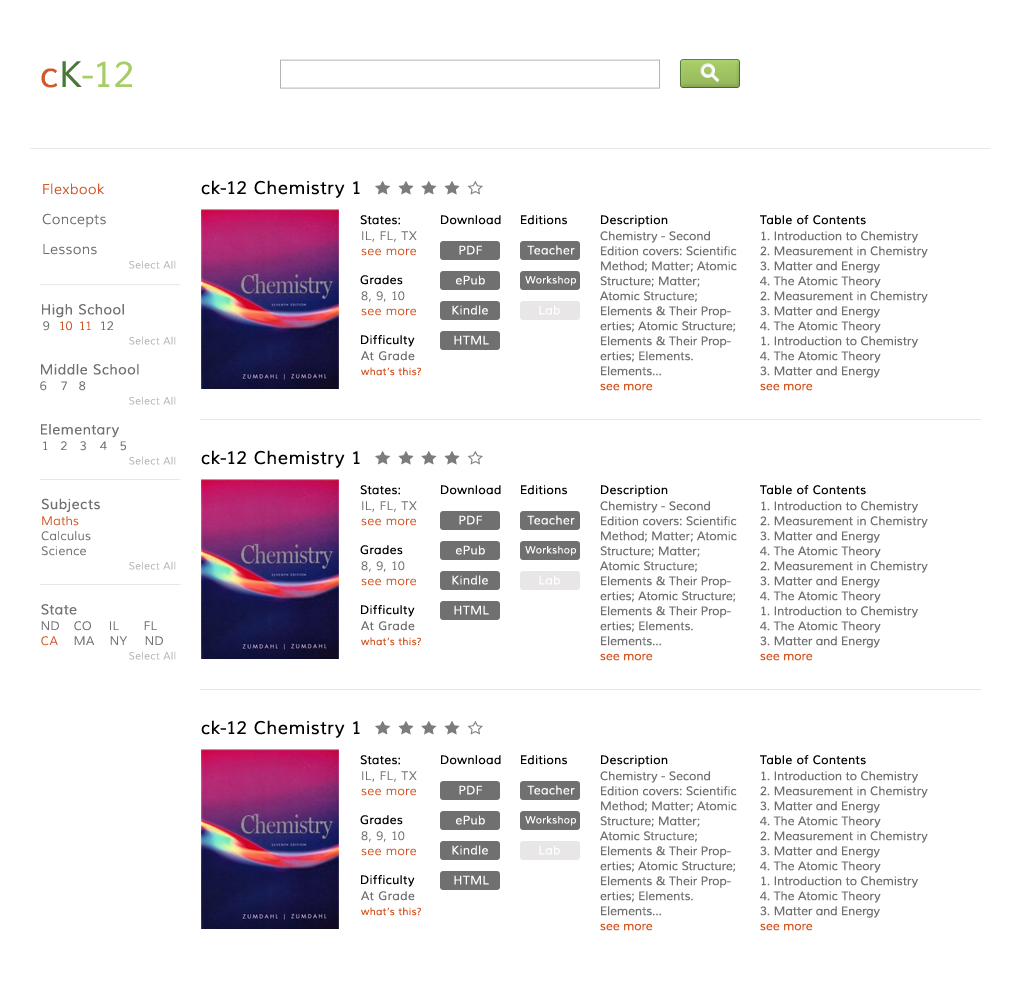 cK-12
Flexbook
Concepts
Lessons
Select All
High School
9 10 11 12
Select All
Middle School
6 7 8
Select All
Elementary
1 2 3 4 5
Select All
Subjects
Maths
Calculus
Science
Select All
State
ND CO IL FL
CA MA NY ND
Select All
ck-12 Chemistry 1
Chemistry
SEVENTH EDITION
ZUMDAHL | ZUMDAHL
States:
IL, FL, TX
see more
Grades
8, 9, 10
see more
Difficulty
At Grade
what's this?
Download
PDF
ePub
Kindle
HTML
Editions
Teacher
Workshop
Lab
Description
Chemistry - Second
Edition covers: Scientific
Method; Matter; Atomic
Structure; Matter;
Atomic Structure;
Elements & Their Prop-
erties; Atomic Structure;
Elements & Their Prop-
erties; Elements.
Elements...
see more
Table of Contents
1. Introduction to Chemistry
2. Measurement in Chemistry
3. Matter and Energy
4. The Atomic Theory
2. Measurement in Chemistry
3. Matter and Energy
4. The Atomic Theory
1. Introduction to Chemistry
4. The Atomic Theory
3. Matter and Energy
see more
ck-12 Chemistry 1
Chemistry
SEVENTH EDITION
ZUMDAHL | ZUMDAHL
States:
IL, FL, TX
see more
Grades
8, 9, 10
see more
Difficulty
At Grade
what's this?
Download
PDF
ePub
Kindle
HTML
Editions
Teacher
Workshop
Lab
Description
Chemistry - Second
Edition covers: Scientific
Method; Matter; Atomic
Structure; Matter;
Atomic Structure;
Elements & Their Prop-
erties; Atomic Structure;
Elements & Their Prop-
erties; Elements.
Elements...
see more
Table of Contents
1. Introduction to Chemistry
2. Measurement in Chemistry
3. Matter and Energy
4. The Atomic Theory
2. Measurement in Chemistry
3. Matter and Energy
4. The Atomic Theory
1. Introduction to Chemistry
4. The Atomic Theory
3. Matter and Energy
see more
ck-12 Chemistry 1
Chemistry
SEVENTH EDITION
ZUMDAHL | ZUMDAHL
States:
IL, FL, TX
see more
Grades
8, 9, 10
see more
Difficulty
At Grade
what's this?
Download
PDF
ePub
Kindle
HTML
Editions
Teacher
Workshop
Lab
Description
Chemistry - Second
Edition covers: Scientific
Method; Matter; Atomic
Structure; Matter;
Atomic Structure;
Elements & Their Prop-
erties; Atomic Structure;
Elements & Their Prop-
erties; Elements.
Elements...
see more
Table of Contents
1. Introduction to Chemistry
2. Measurement in Chemistry
3. Matter and Energy
4. The Atomic Theory
2. Measurement in Chemistry
3. Matter and Energy
4. The Atomic Theory
1. Introduction to Chemistry
4. The Atomic Theory
3. Matter and Energy
see more